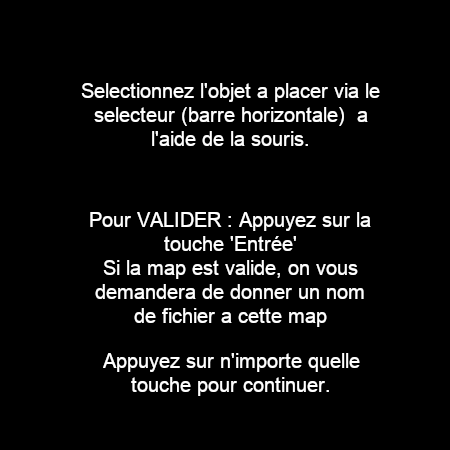 Selectionnez l'objet a placer via le
selecteur (barre horizontale)  a
l'aide de la souris.
Pour VALIDER : Appuyez sur la
touche 'Entrée'
Si la map est valide, on vous
demandera de donner un nom
de fichier a cette map
Appuyez sur n'importe quelle
touche pour continuer.